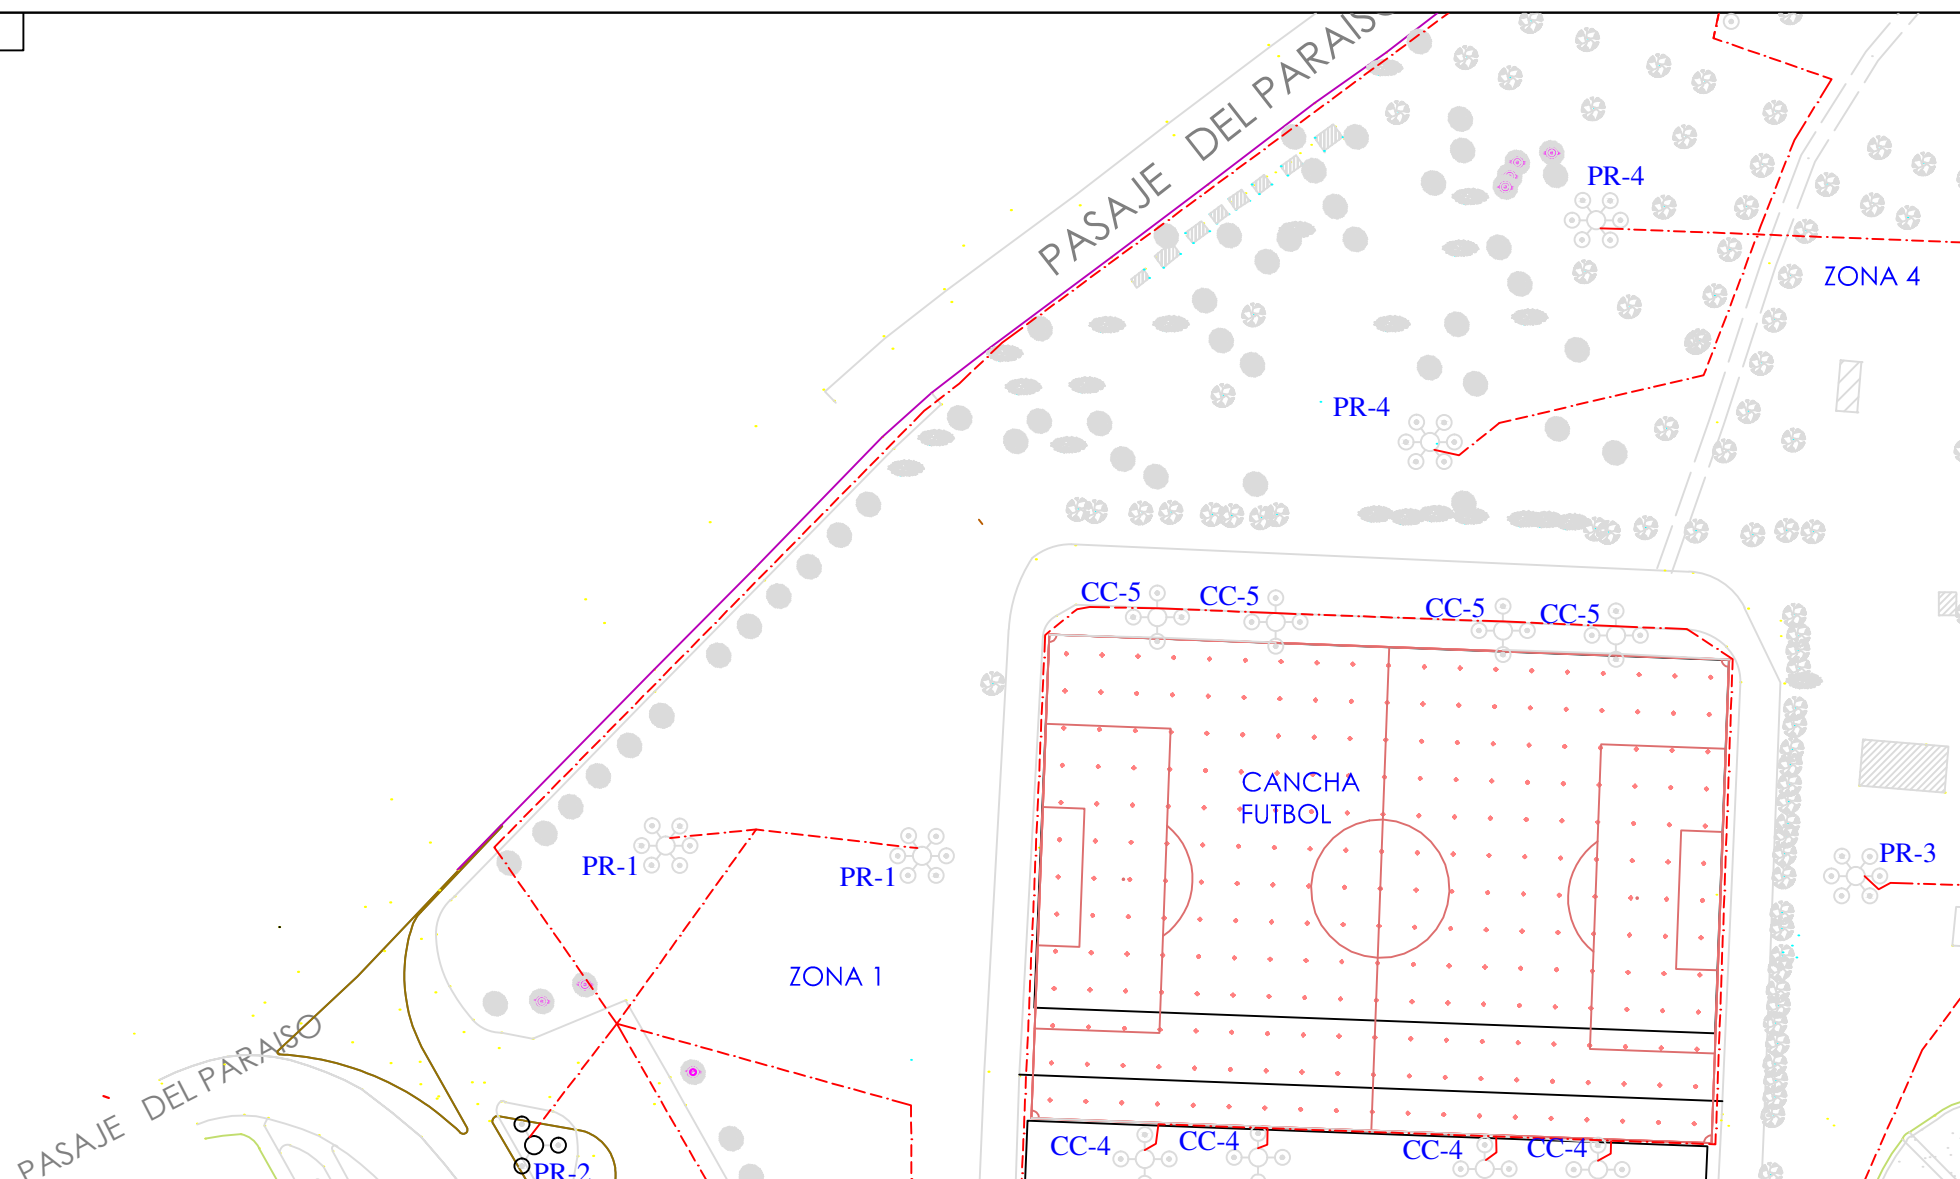 PASAJE DEL PARAISO
PR-4
ZONA 4
PR-4
CC-5
CC-5
CC-5
CC-5
CANCHA
FUTBOL
PR-1
PR-1
PR-3
ZONA 1
PASAJE DEL PARAISO
CC-4
CC-4
CC-4
CC-4
PR-2